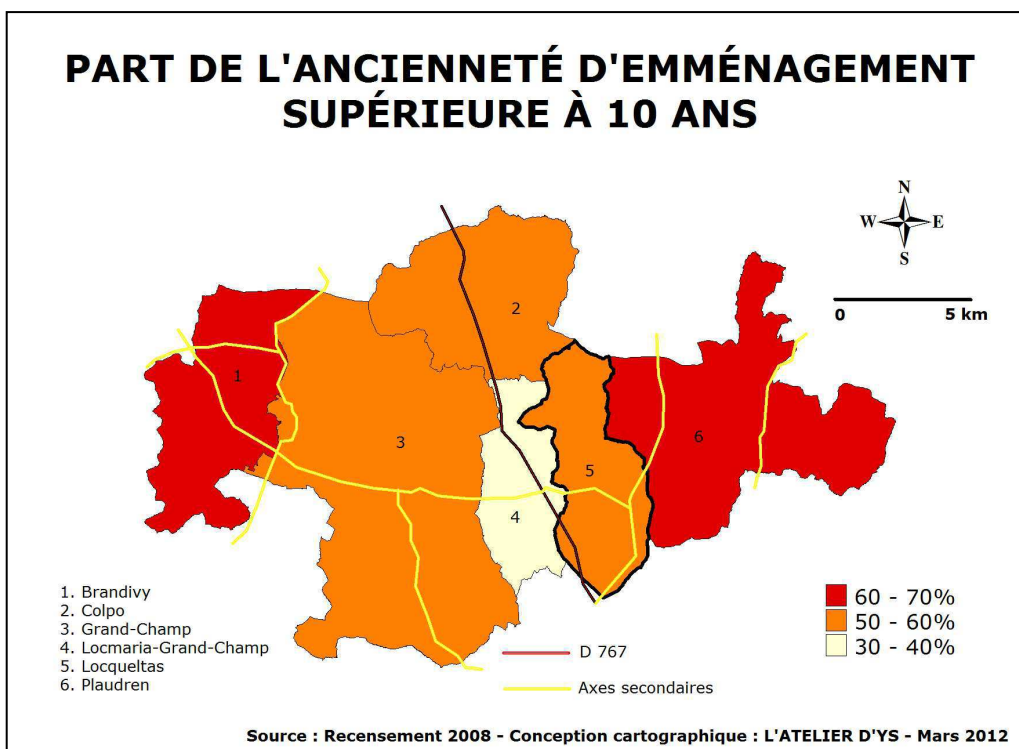 PART DE L'ANCIENNETÉ D'EMMÉNAGEMENT
SUPÉRIEURE À 10 ANS
N
W E
S
0 5 km
1
2
3
4
5
6
1. Brandivy
2. Colpo
3. Grand-Champ
4. Locmaria-Grand-Champ
5. Locqueltas
6. Plaudren
D 767
Axes secondaires
60 - 70%
50 - 60%
30 - 40%
Source : Recensement 2008 - Conception cartographique : L'ATELIER D'YS - Mars 2012